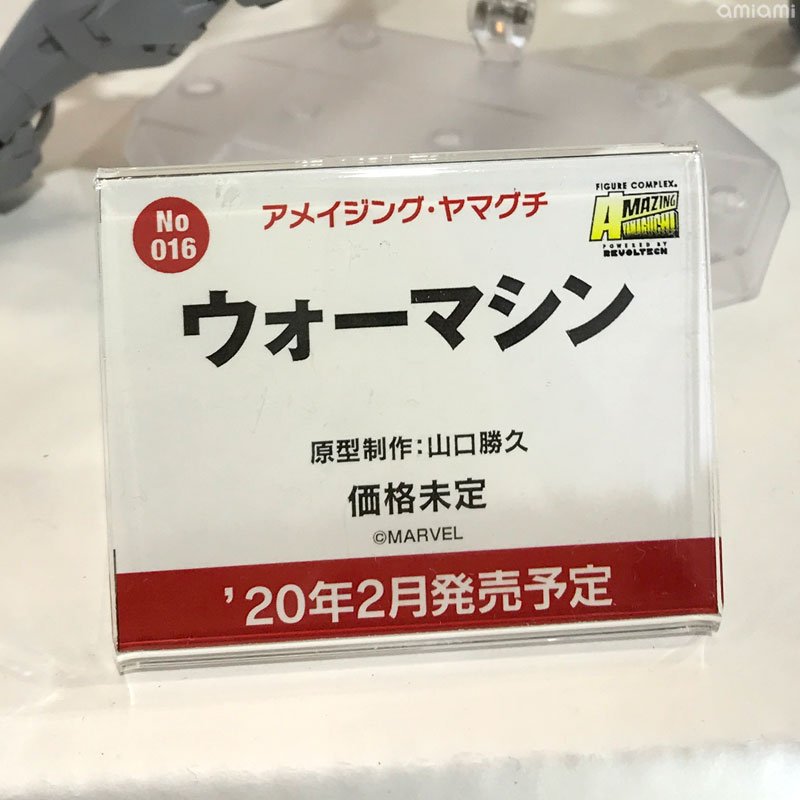 amiami
No
016
アメイジング・ヤマグチ
FIGURE COMPLEX
AMAZING
YAMAGUCHI
POWERED BY
REVOLTECH
ウォーマシン
原型制作：山口勝久
価格未定
©MARVEL
’20年2月発売予定